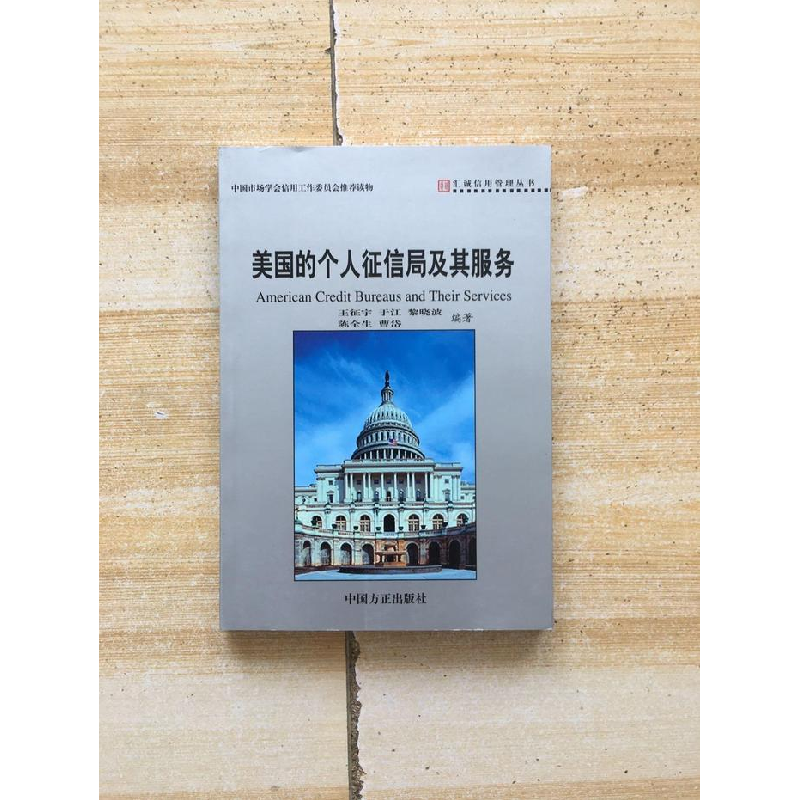 中国市场学会信用工作委员会推荐读物
汇诚信用管理丛书
美国的个人征信局及其服务
American Credit Bureaus and Their Services
王征宇 于江 黎晓波
陈全生 曹岱 编著
中国方正出版社